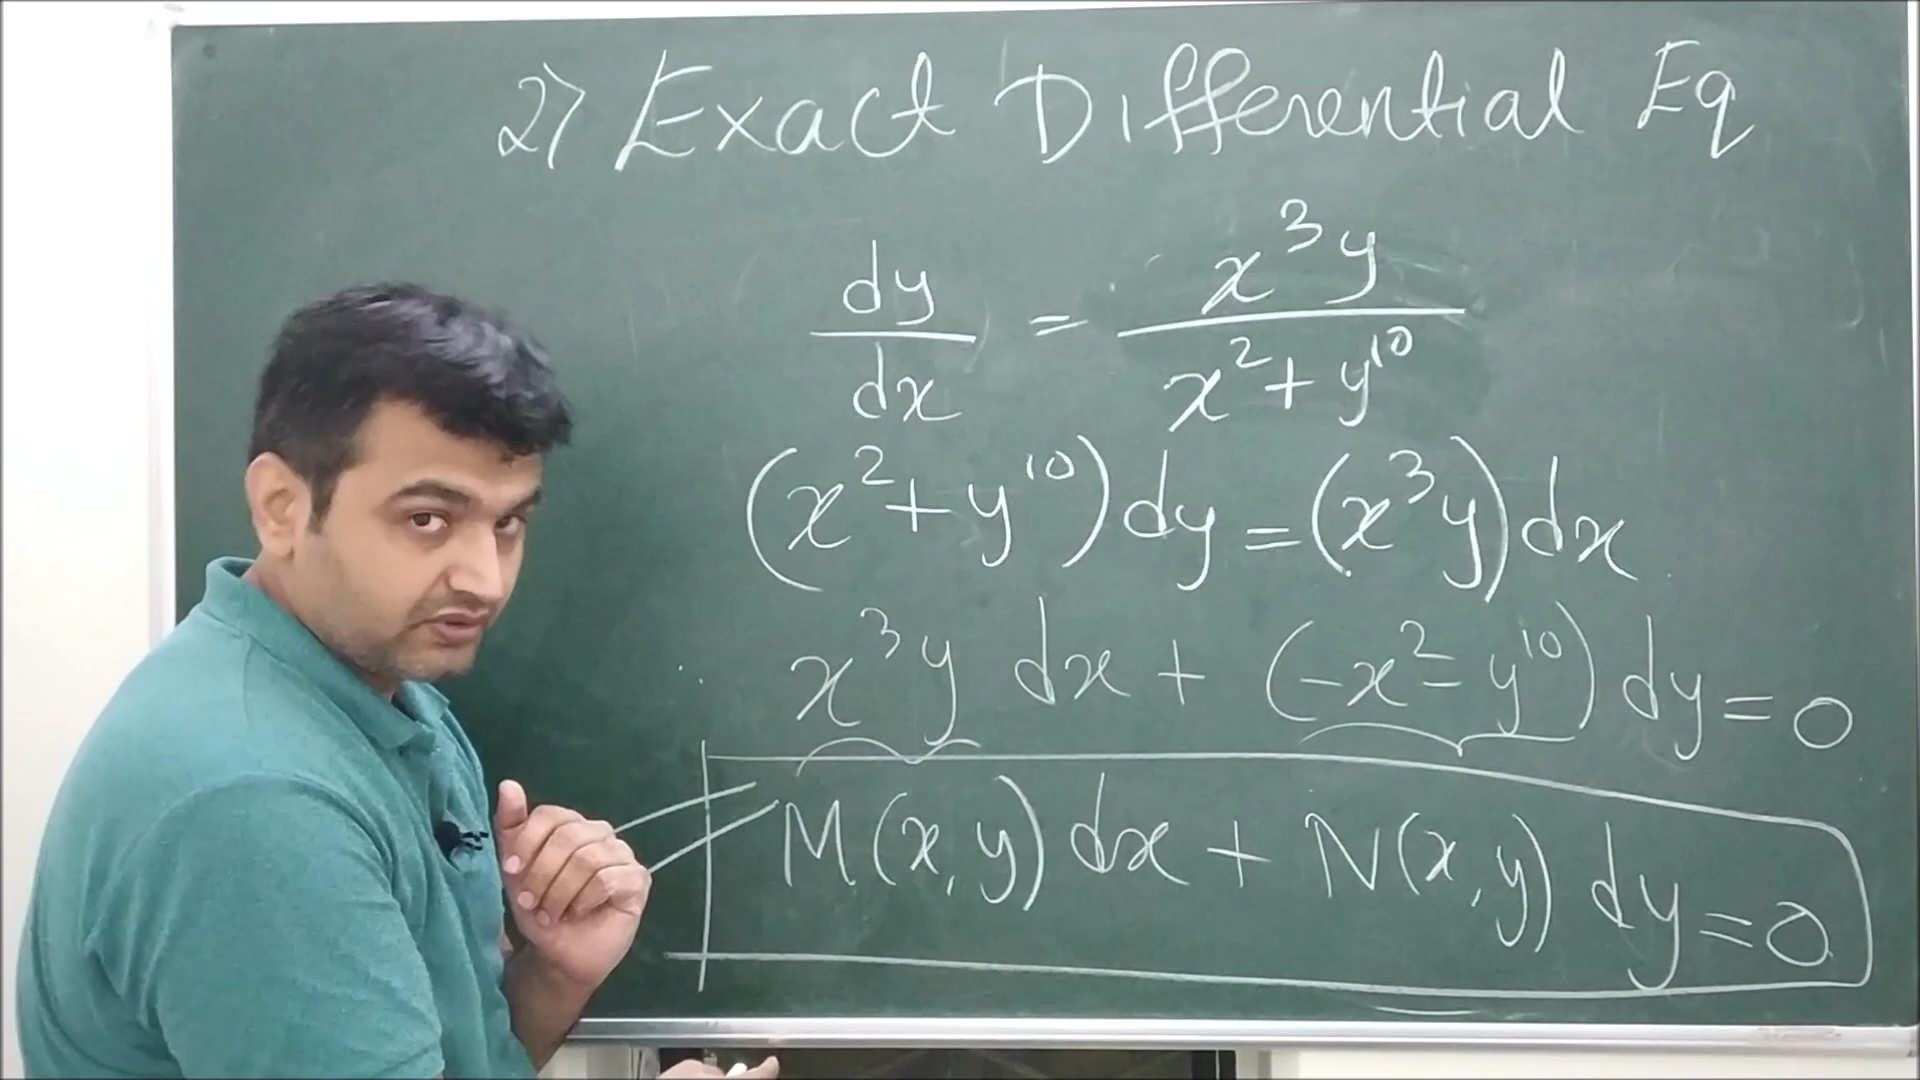 2) Exact Differential Eq
dy/dx = x³y/(x² + y¹⁰)
(x² + y¹⁰) dy = (x³y) dx
x³y dx + (-x² - y¹⁰) dy = 0
M(x, y) dx + N(x, y) dy = 0